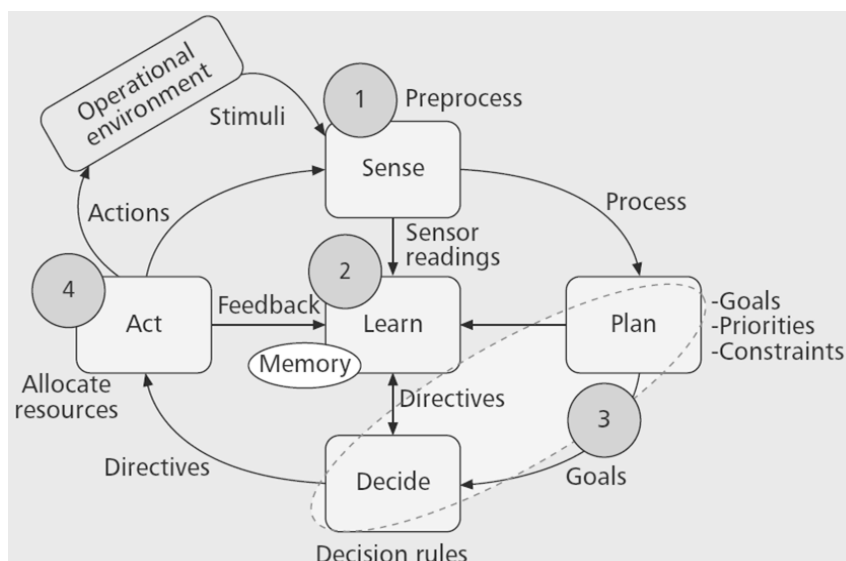 Operational
environment
Stimuli
1
Preprocess
Sense
Process
Actions
Sensor
readings
4
Act
Feedback
2
Learn
Memory
Plan
-Goals
-Priorities
-Constraints
Allocate
resources
Directives
3
Directives
Decide
Goals
Decision rules